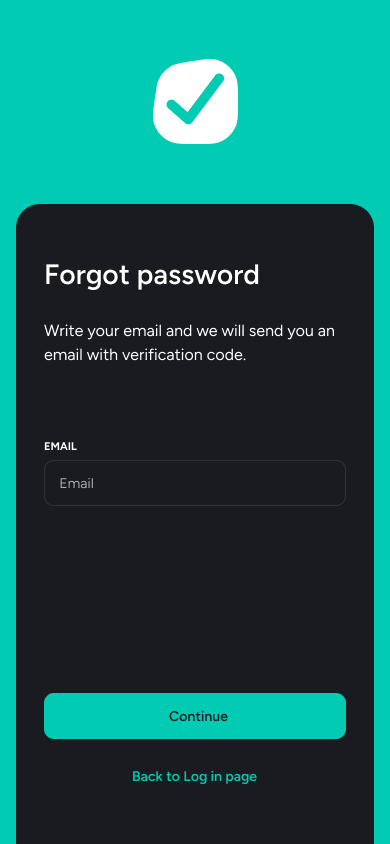 Forgot password
Write your email and we will send you an
email with verification code.
EMAIL
Email
Continue
Back to Log in page